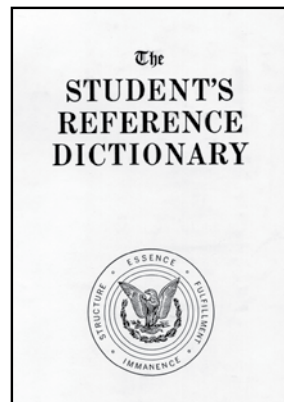 The
STUDENT'S
REFERENCE
DICTIONARY
STRUCTURE + ESSENCE + FULFILLMENT + IMMANENCE +